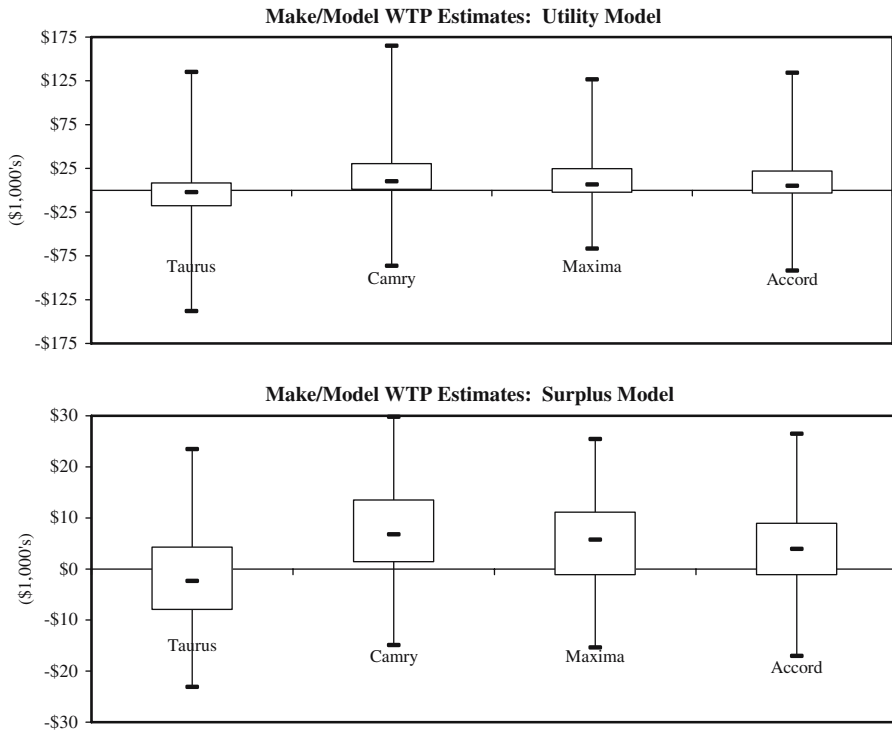 Make/Model WTP Estimates: Utility Model
$175
$125
$75
$25
-$25
-$75
-$125
-$175
($1,000's)
Taurus
Camry
Maxima
Accord
Make/Model WTP Estimates: Surplus Model
$30
$20
$10
$0
-$10
-$20
-$30
($1,000's)
Taurus
Camry
Maxima
Accord